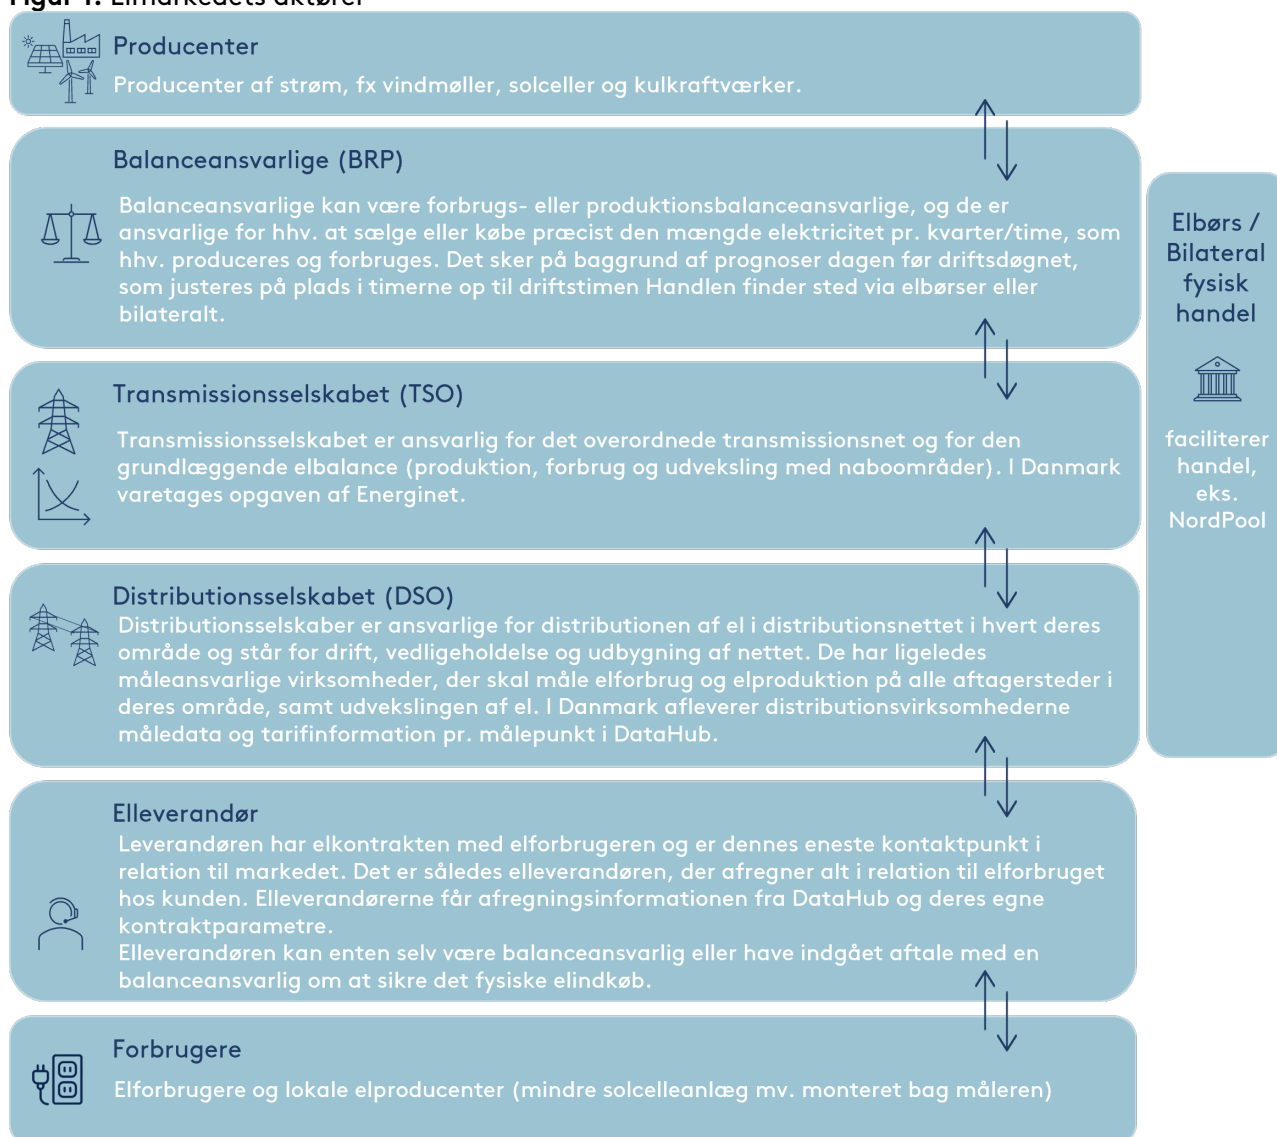 Figur 1. Elmarkedets aktører
Producenter
Producenter af strøm, fx vindmøller, solceller og kulkraftværker.
Balanceansvarlige (BRP)
Balanceansvarlige kan være forbrugs- eller produktionsbalanceansvarlige, og de er
ansvarlige for hhv. at sælge eller købe præcist den mængde elektricitet pr. kvarter/time, som
hhv. produceres og forbruges. Det sker på baggrund af prognoser dagen før driftsdøgnet,
som justeres på plads i timerne op til driftstimen Handlen finder sted via elbørser eller
bilateralt.
Transmissionsselskabet (TSO)
Transmissionsselskabet er ansvarlig for det overordnede transmissionsnet og for den
grundlæggende elbalance (produktion, forbrug og udveksling med naboområder). I Danmark
varetages opgaven af Energinet.
Distributionsselskabet (DSO)
Distributionsselskaber er ansvarlige for distributionen af el i distributionsnettet i hvert deres
område og står for drift, vedligeholdelse og udbygning af nettet. De har ligeledes
måleansvarlige virksomheder, der skal måle elforbrug og elproduktion på alle aftagersteder i
deres område, samt udvekslingen af el. I Danmark afleverer distributionsvirksomhederne
måledata og tarifinformation pr. målepunkt i DataHub.
Elleverandør
Leverandøren har elkontrakten med elforbrugeren og er dennes eneste kontaktpunkt i
relation til markedet. Det er således elleverandøren, der afregner alt i relation til elforbruget
hos kunden. Elleverandørerne får afregningsinformationen fra DataHub og deres egne
kontraktparametre.
Elleverandøren kan enten selv være balanceansvarlig eller have indgået aftale med en
balanceansvarlig om at sikre det fysiske elindkøb.
Forbrugere
Elforbrugere og lokale elproducenter (mindre solcelleanlæg mv. monteret bag måleren)
Elbørs /
Bilateral
fysisk
handel
faciliterer
handel,
eks.
NordPool